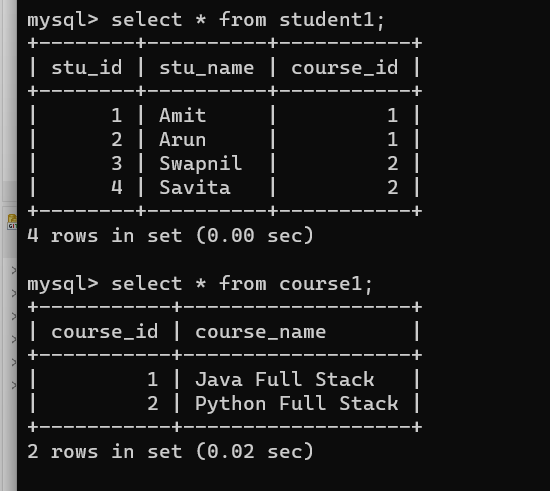 mysql> select * from student1;
+--------+----------+-----------+
| stu_id | stu_name | course_id |
+--------+----------+-----------+
|      1 | Amit     |         1 |
|      2 | Arun     |         1 |
|      3 | Swapnil  |         2 |
|      4 | Savita   |         2 |
+--------+----------+-----------+
4 rows in set (0.00 sec)
mysql> select * from course1;
+-----------+-------------------+
| course_id | course_name       |
+-----------+-------------------+
|         1 | Java Full Stack   |
|         2 | Python Full Stack |
+-----------+-------------------+
2 rows in set (0.02 sec)